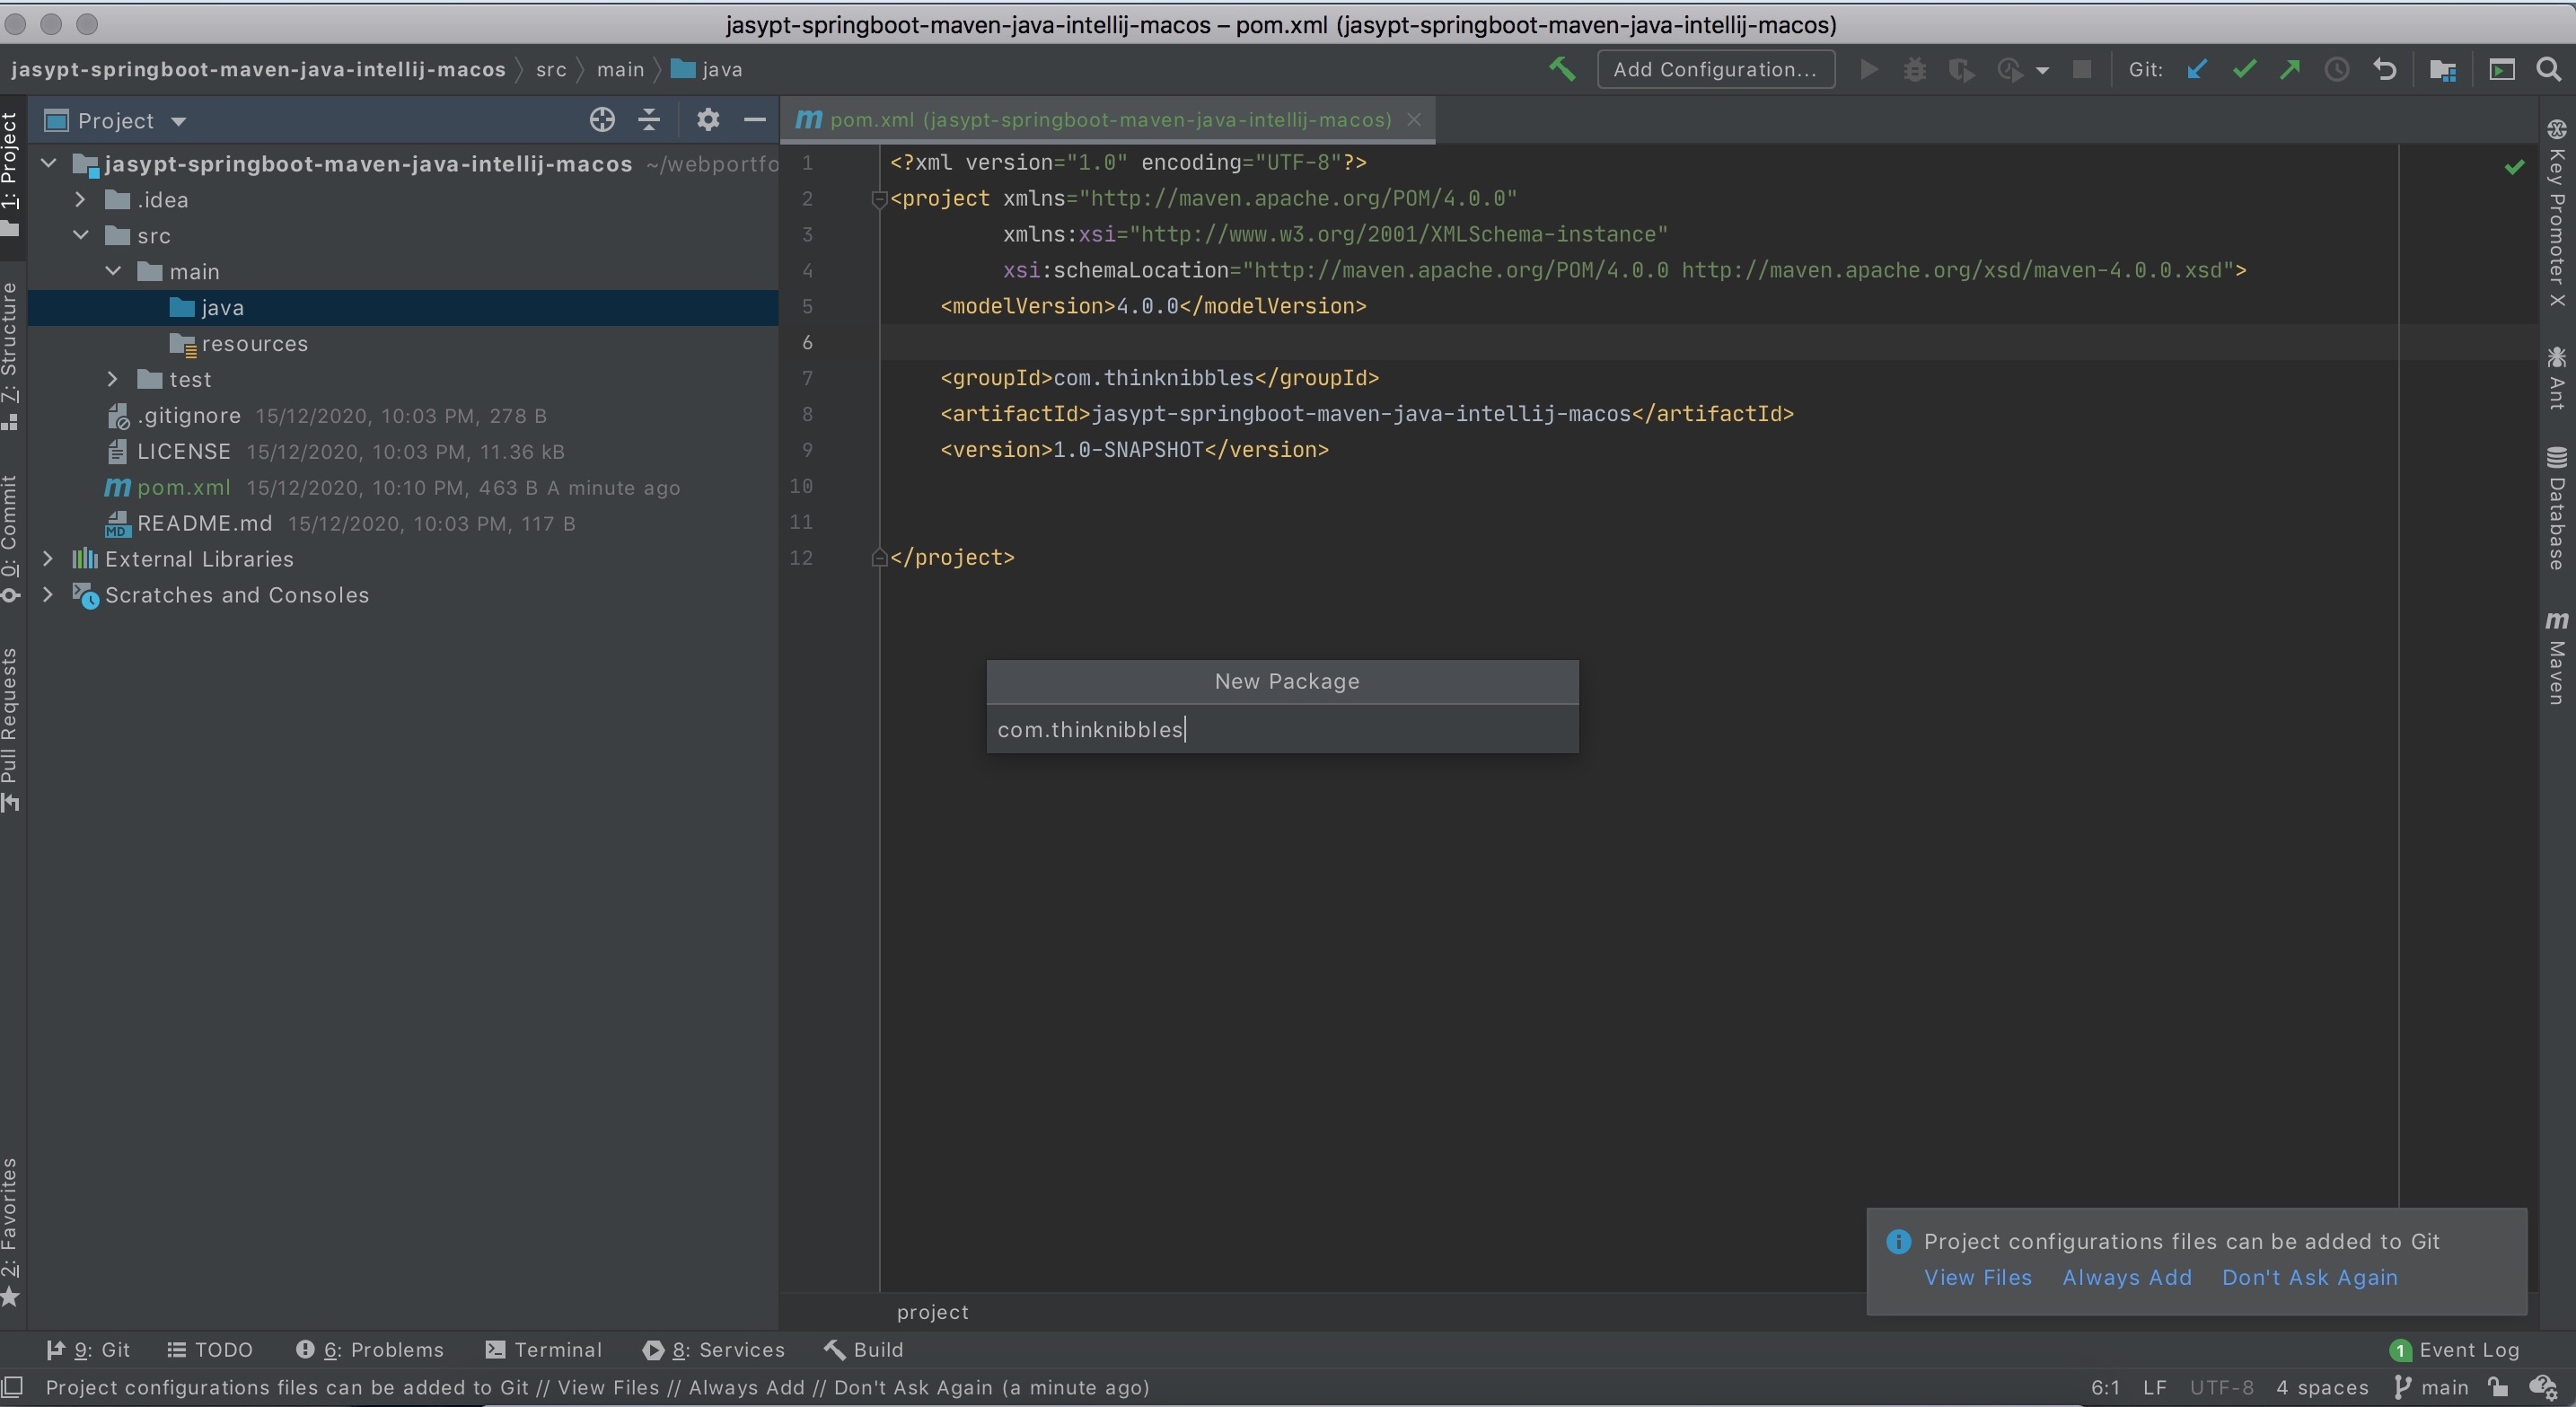 jasypt-springboot-maven-java-intellij-macos – pom.xml (jasypt-springboot-maven-java-intellij-macos)
jasypt-springboot-maven-java-intellij-macos src main java
Add Configuration...
Git:
1: Project
Z: Structure
0: Commit
Pull Requests
2: Favorites
Project
jasypt-springboot-maven-java-intellij-macos ~/webportfo
.idea
src
main
java
resources
test
.gitignore 15/12/2020, 10:03 PM, 278 B
LICENSE 15/12/2020, 10:03 PM, 11.36 kB
m pom.xml 15/12/2020, 10:10 PM, 463 B A minute ago
MD README.md 15/12/2020, 10:03 PM, 117 B
External Libraries
Scratches and Consoles
m pom.xml (jasypt-springboot-maven-java-intellij-macos)
1 <?xml version="1.0" encoding="UTF-8"?>
2 <project xmlns="http://maven.apache.org/POM/4.0.0"
3 xmlns:xsi="http://www.w3.org/2001/XMLSchema-instance"
4 xsi:schemaLocation="http://maven.apache.org/POM/4.0.0 http://maven.apache.org/xsd/maven-4.0.0.xsd">
5 <modelVersion>4.0.0</modelVersion>
6
7 <groupId>com.thinknibbles</groupId>
8 <artifactId>jasypt-springboot-maven-java-intellij-macos</artifactId>
9 <version>1.0-SNAPSHOT</version>
10
11
12 </project>
New Package
com.thinknibbles
Key Promoter X
Ant
Database
m Maven
Project configurations files can be added to Git
View Files Always Add Don't Ask Again
project
9: Git TODO 6: Problems Terminal 8: Services Build
1 Event Log
Project configurations files can be added to Git // View Files // Always Add // Don't Ask Again (a minute ago)
6:1 LF UTF-8 4 spaces main